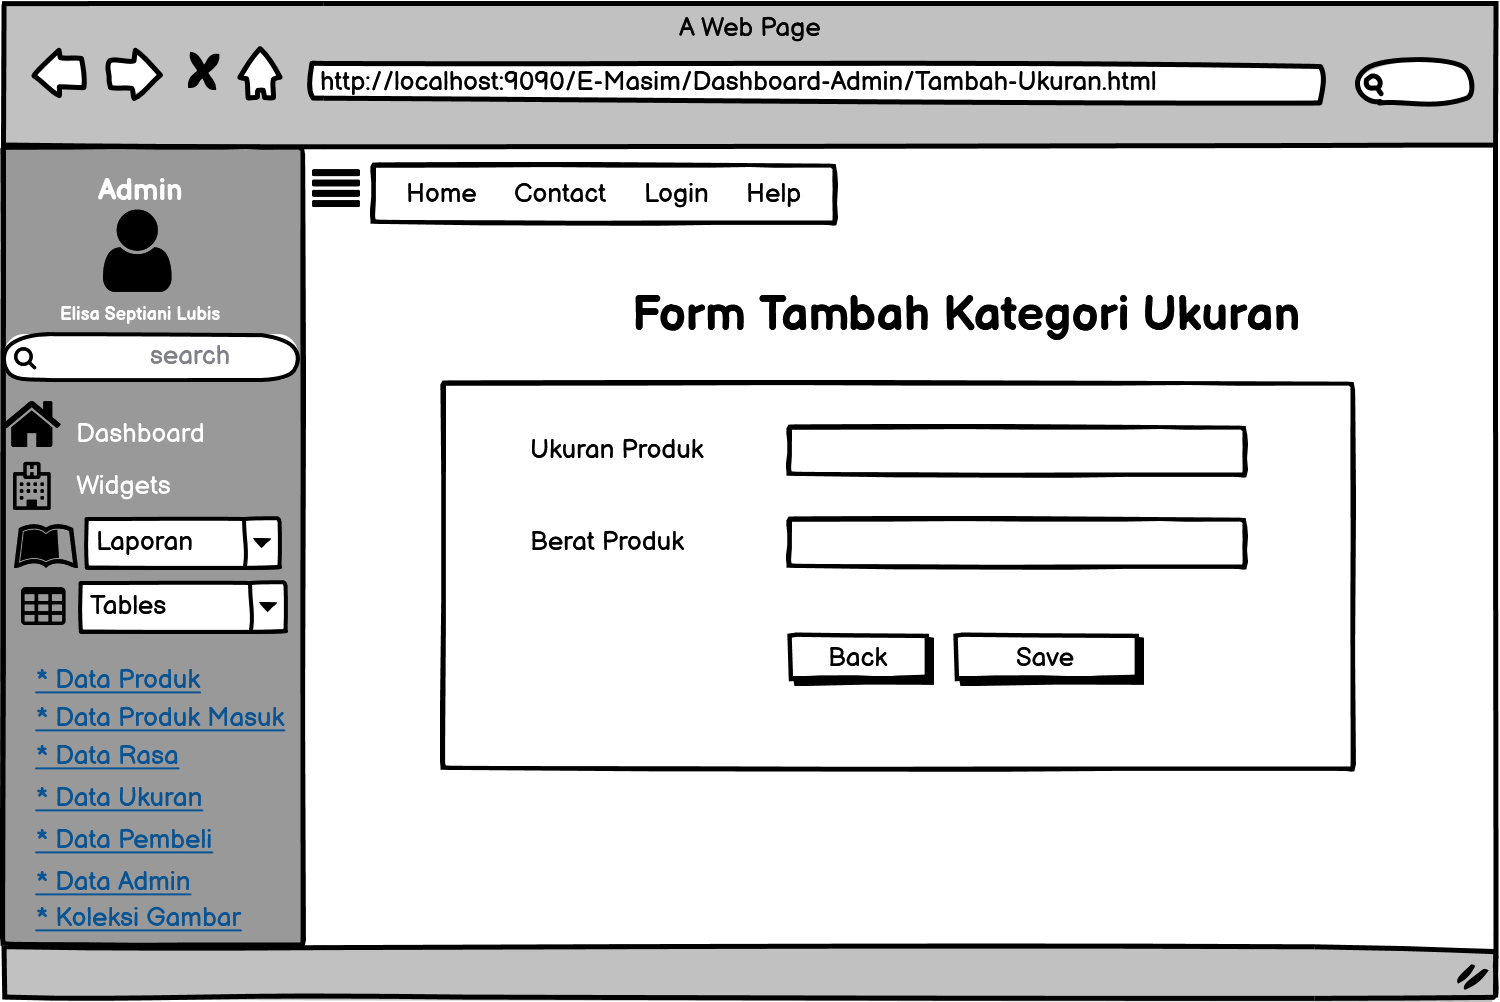 A Web Page
http://localhost:9090/E-Masim/Dashboard-Admin/Tambah-Ukuran.html
Admin
Elisa Septiani Lubis
search
Dashboard
Widgets
Laporan
Tables
* Data Produk
* Data Produk Masuk
* Data Rasa
* Data Ukuran
* Data Pembeli
* Data Admin
* Koleksi Gambar
Home Contact Login Help
Form Tambah Kategori Ukuran
Ukuran Produk
Berat Produk
Back Save